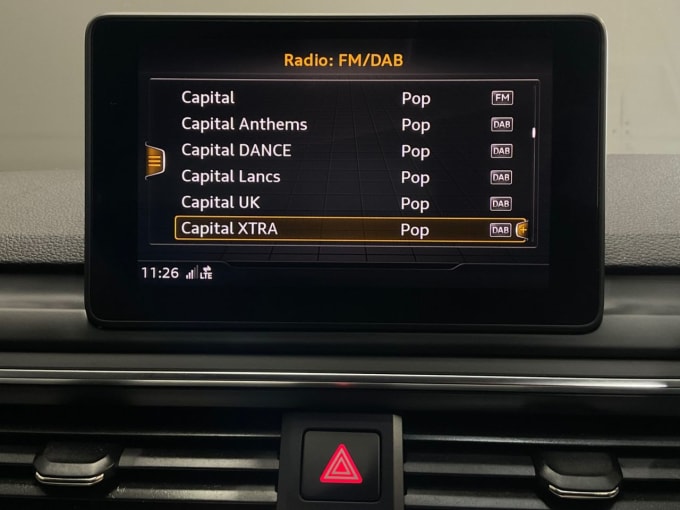 Radio: FM/DAB
Capital Pop FM
Capital Anthems Pop DAB
Capital DANCE Pop DAB
Capital Lancs Pop DAB
Capital UK Pop DAB
Capital XTRA Pop DAB
11:26 LTE